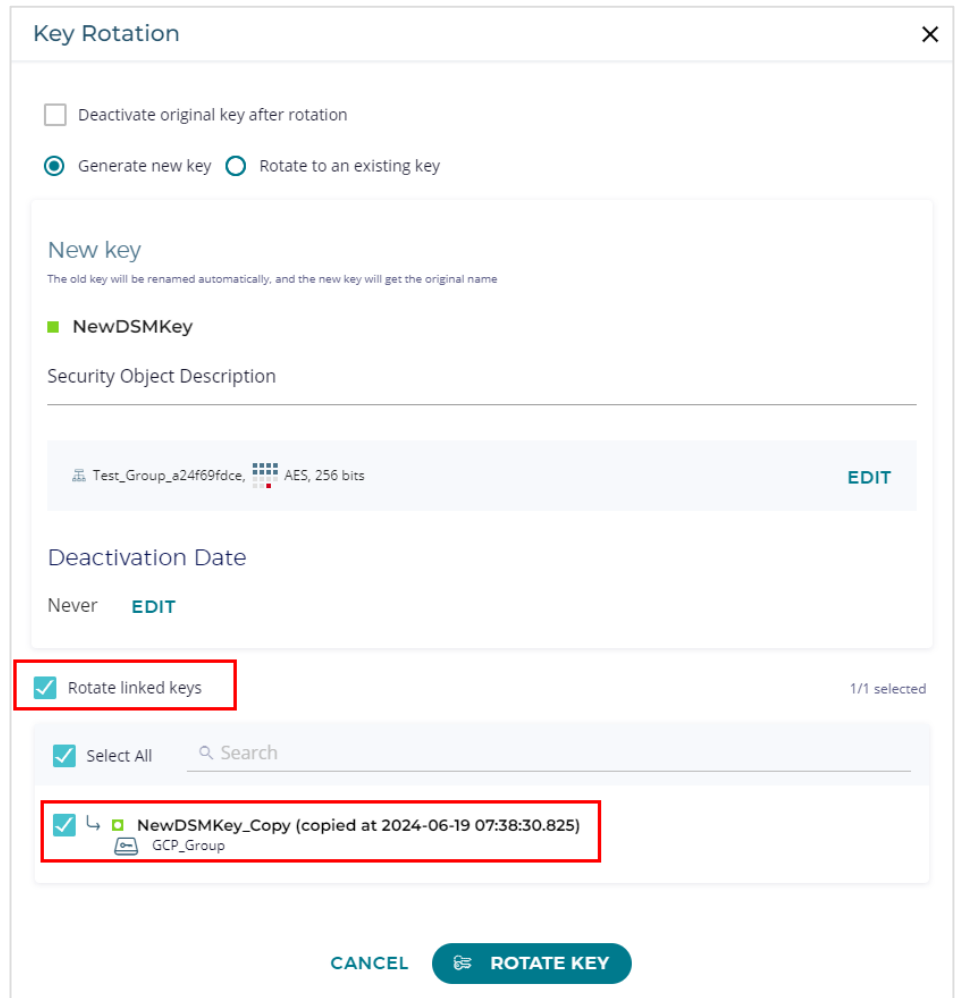 Key Rotation
Deactivate original key after rotation
Generate new key Rotate to an existing key
New key
The old key will be renamed automatically, and the new key will get the original name
NewDSMKey
Security Object Description
Test_Group_a24f69fdce, AES, 256 bits EDIT
Deactivation Date
Never EDIT
Rotate linked keys 1/1 selected
Select All Search
NewDSMKey_Copy (copied at 2024-06-19 07:38:30.825)
GCP_Group
CANCEL ROTATE KEY